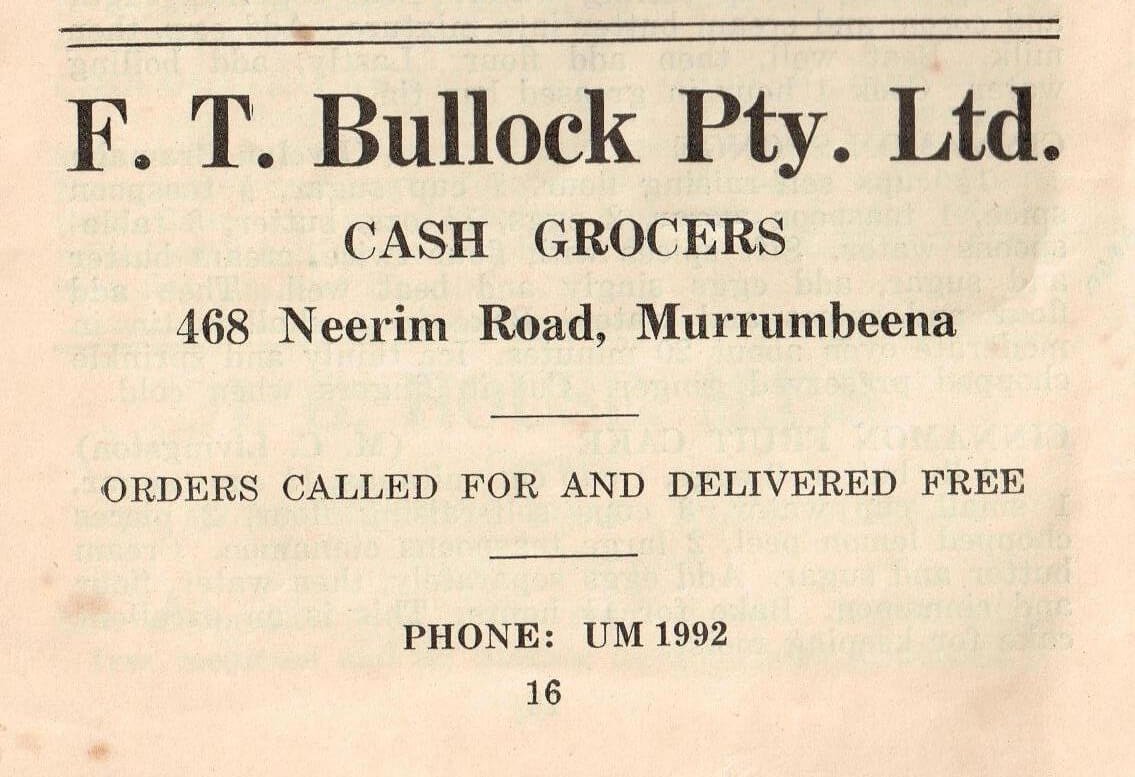 F. T. Bullock Pty. Ltd.
CASH GROCERS
468 Neerim Road, Murrumbeena
ORDERS CALLED FOR AND DELIVERED FREE
PHONE: UM 1992
16